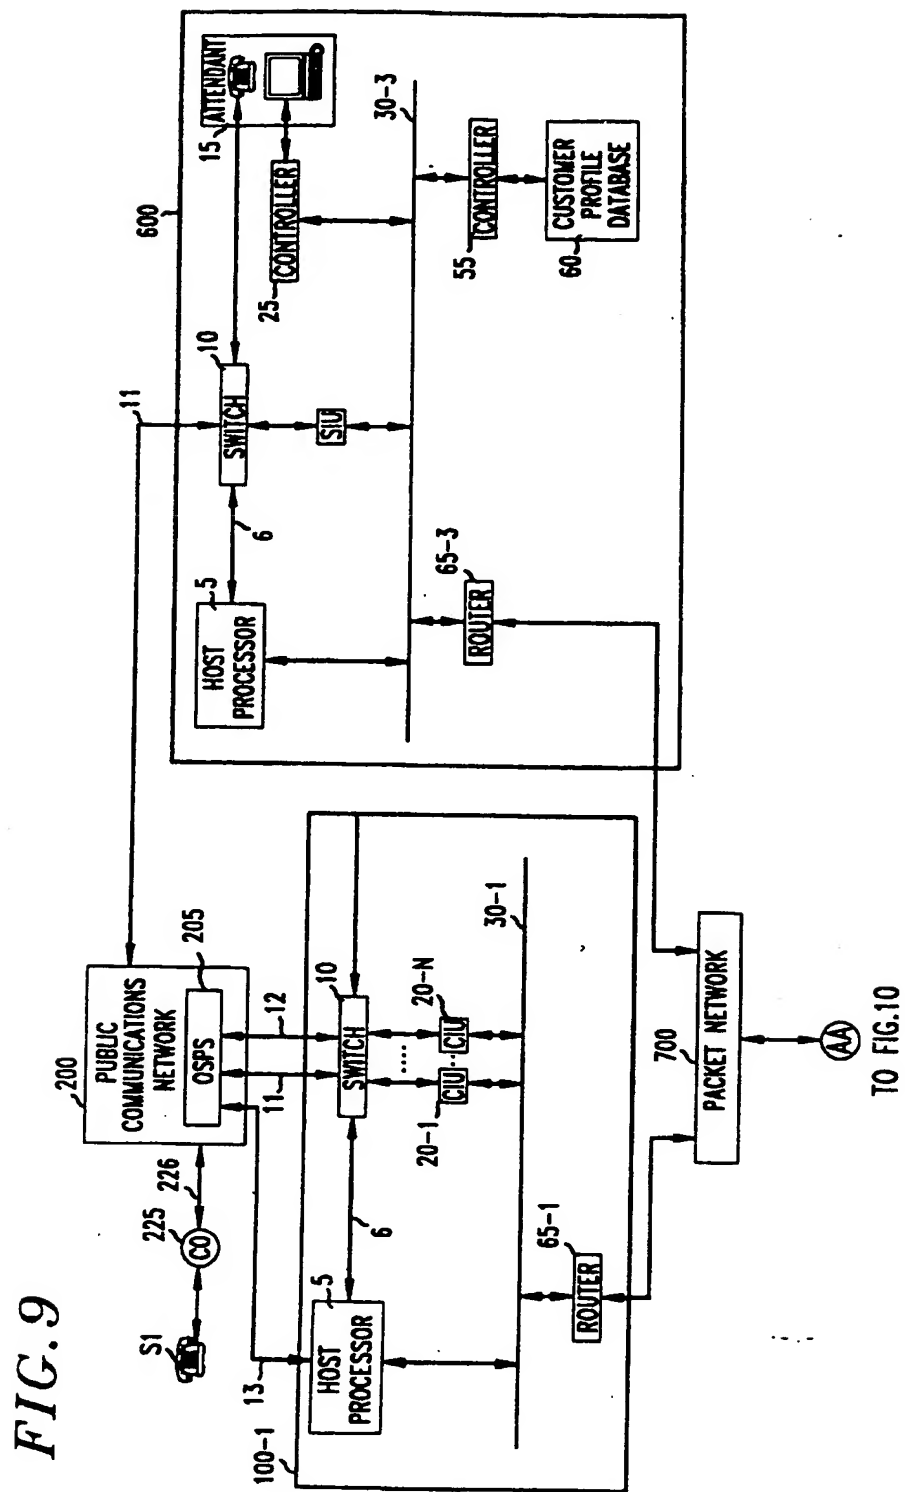 FIG. 9
S1
225
CO
226
200
PUBLIC
COMMUNICATIONS
NETWORK
205
OSPS
13
11
12
11
100-1
5
HOST
PROCESSOR
6
10
SWITCH
20-1
CIU
....
...
20-N
CIU
30-1
65-1
ROUTER
600
5
HOST
PROCESSOR
6
10
SWITCH
SIU
15
ATTENDANT
25
CONTROLLER
30-3
65-3
ROUTER
55
CONTROLLER
60
CUSTOMER
PROFILE
DATABASE
700
PACKET NETWORK
AA
TO FIG.10